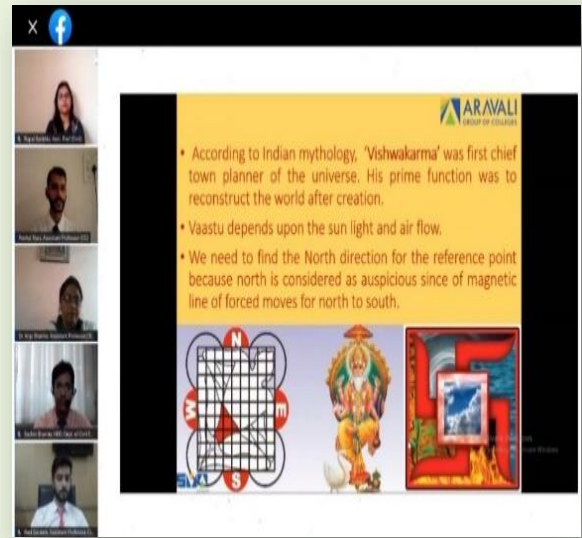 ARAVALI
GROUP OF COLLEGES
• According to Indian mythology, 'Vishwakarma' was first chief
town planner of the universe. His prime function was to
reconstruct the world after creation.
• Vaastu depends upon the sun light and air flow.
• We need to find the North direction for the reference point
because north is considered as auspicious since of magnetic
line of forced moves for north to south.
N
W
E
S